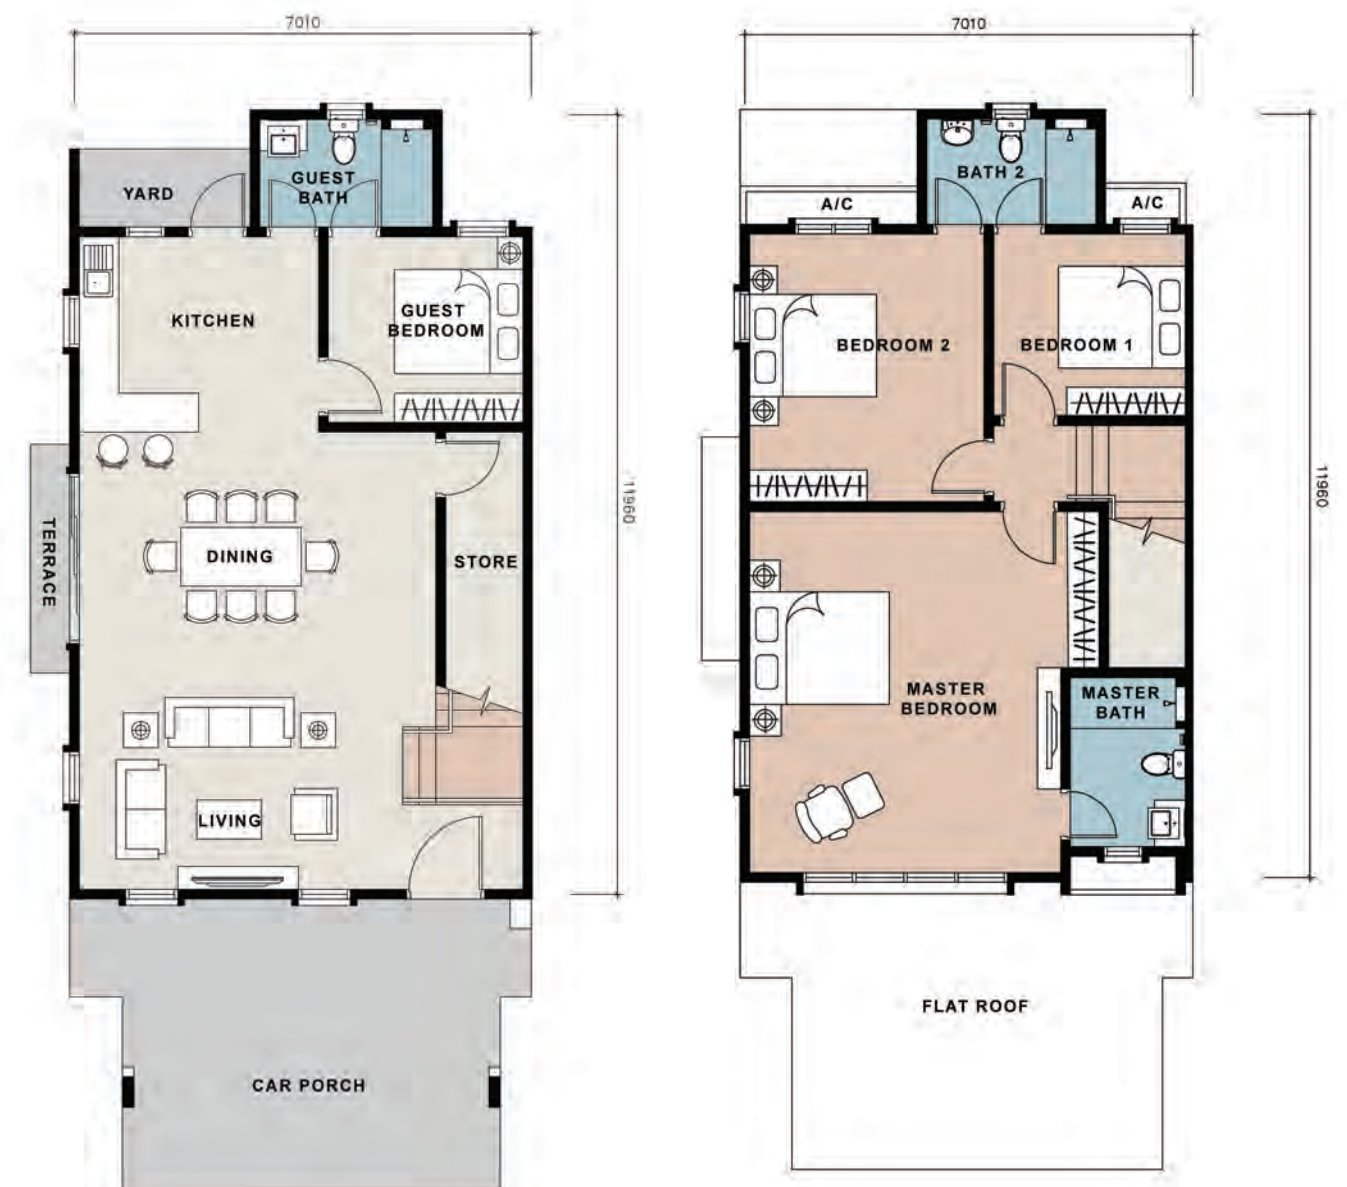 7010
YARD
GUEST
BATH
KITCHEN
GUEST
BEDROOM
TERRACE
DINING
STORE
LIVING
CAR PORCH
11960
7010
A/C
BATH 2
A/C
BEDROOM 2
BEDROOM 1
MASTER
BEDROOM
MASTER
BATH
FLAT ROOF
11960